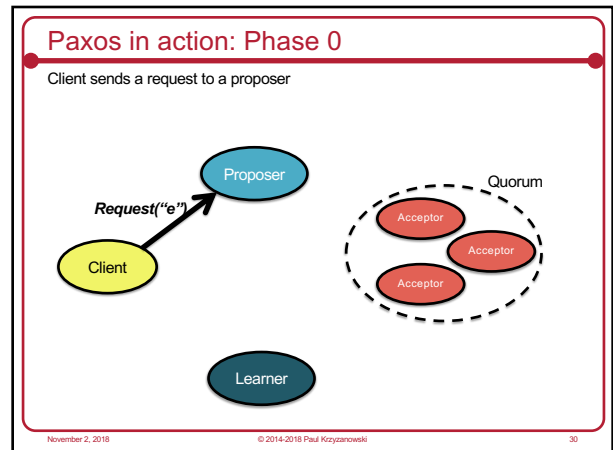 Paxos in action: Phase 0
Client sends a request to a proposer
Proposer
Quorum
Request(“e”)
Acceptor
Acceptor
Client
Acceptor
Learner
November 2, 2018
© 2014-2018 Paul Krzyzanowski
30